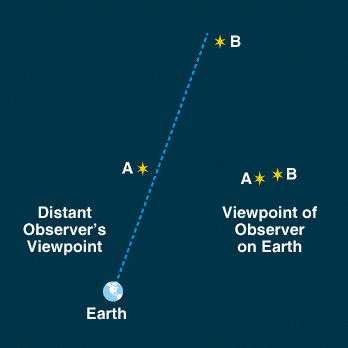 B
A
A B
Distant
Observer's
Viewpoint
Viewpoint of
Observer
on Earth
Earth